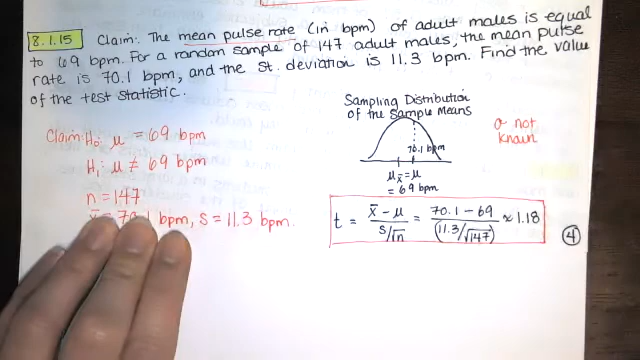 8.1.15 Claim: The mean pulse rate (in bpm) of adult males is equal
to 69 bpm. For a random sample of 147 adult males, the mean pulse
rate is 70.1 bpm, and the St. deviation is 11.3 bpm. Find the value
of the test statistic.
Sampling Distribution
of the Sample Means
σ not
known
Claim: H₀: μ = 69 bpm
70.1 bpm
H₁: μ ≠ 69 bpm
μx̄ = μ
= 69 bpm
n = 147
x̄ = 70.1 bpm, s = 11.3 bpm.
t = (x̄ - μ)/(s/√n) = (70.1 - 69)/(11.3/√147) ≈ 1.18
4